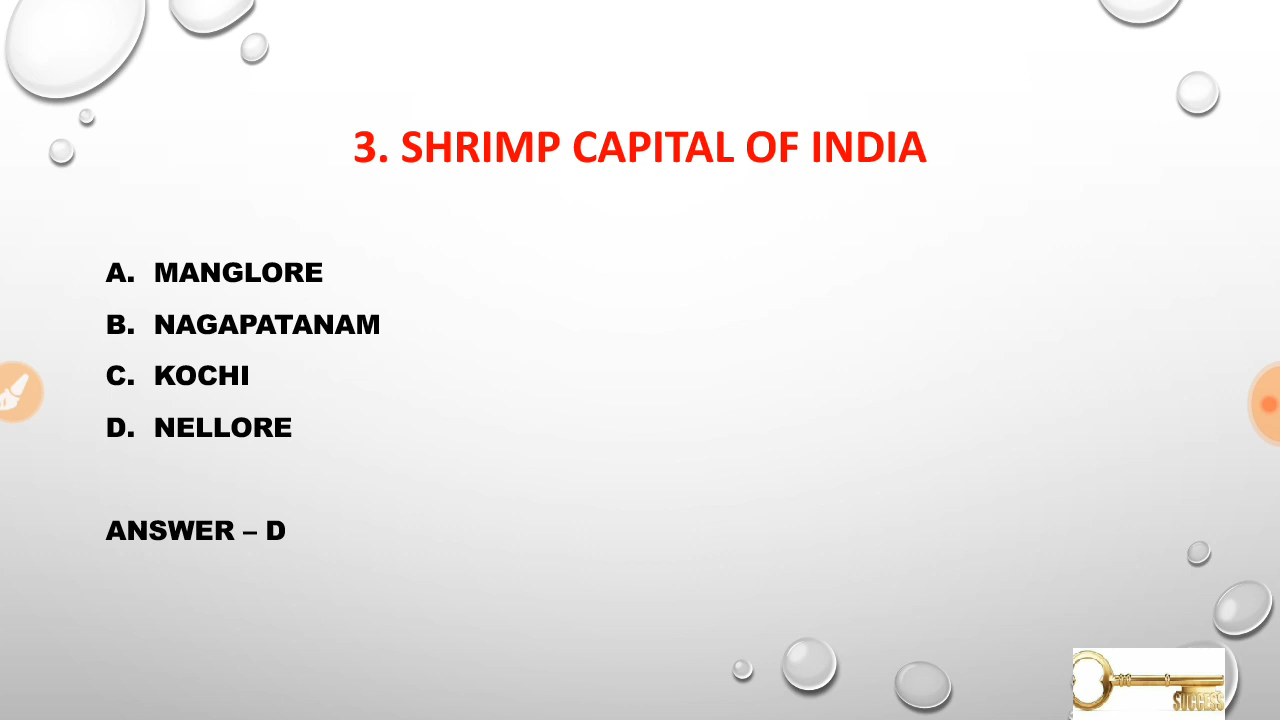 3. SHRIMP CAPITAL OF INDIA
A. MANGLORE
B. NAGAPATANAM
C. KOCHI
D. NELLORE
ANSWER – D
SUCCESS